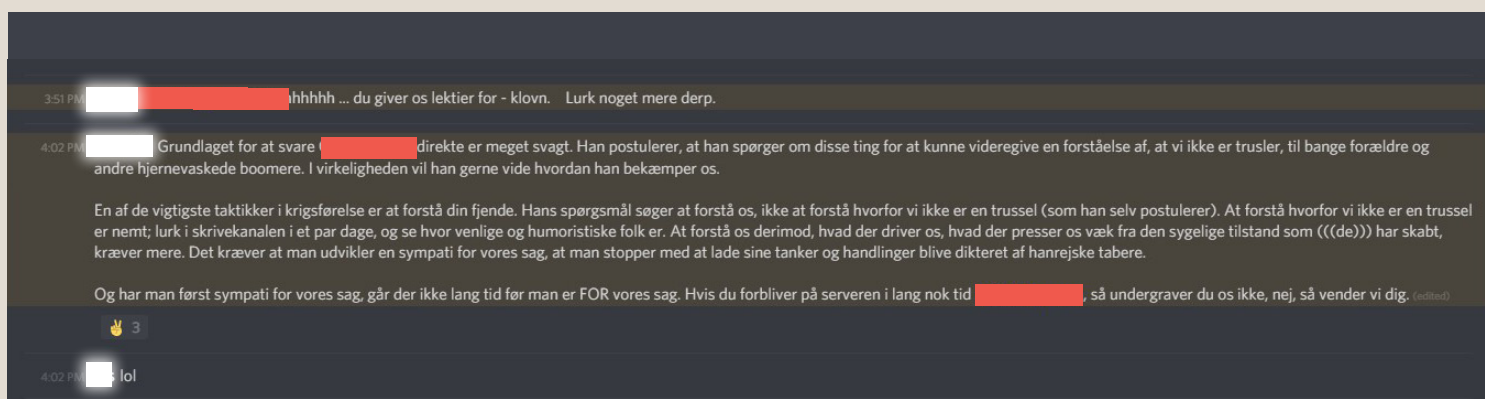 3:51 PM hhhhh ... du giver os lektier for - klovn. Lurk noget mere derp.
4:02 PM Grundlaget for at svare direkte er meget svagt. Han postulerer, at han spørger om disse ting for at kunne videregive en forståelse af, at vi ikke er trusler, til bange forældre og
andre hjernevaskede boomere. I virkeligheden vil han gerne vide hvordan han bekæmper os.
En af de vigtigste taktikker i krigsførelse er at forstå din fjende. Hans spørgsmål søger at forstå os, ikke at forstå hvorfor vi ikke er en trussel (som han selv postulerer). At forstå hvorfor vi ikke er en trussel
er nemt; lurk i skrivekanalen i et par dage, og se hvor venlige og humoristiske folk er. At forstå os derimod, hvad der driver os, hvad der presser os væk fra den sygelige tilstand som (((de))) har skabt,
kræver mere. Det kræver at man udvikler en sympati for vores sag, at man stopper med at lade sine tanker og handlinger blive dikteret af hanrejske tabere.
Og har man først sympati for vores sag, går der ikke lang tid før man er FOR vores sag. Hvis du forbliver på serveren i lang nok tid , så undergraver du os ikke, nej, så vender vi dig. (edited)
3
4:02 PM lol